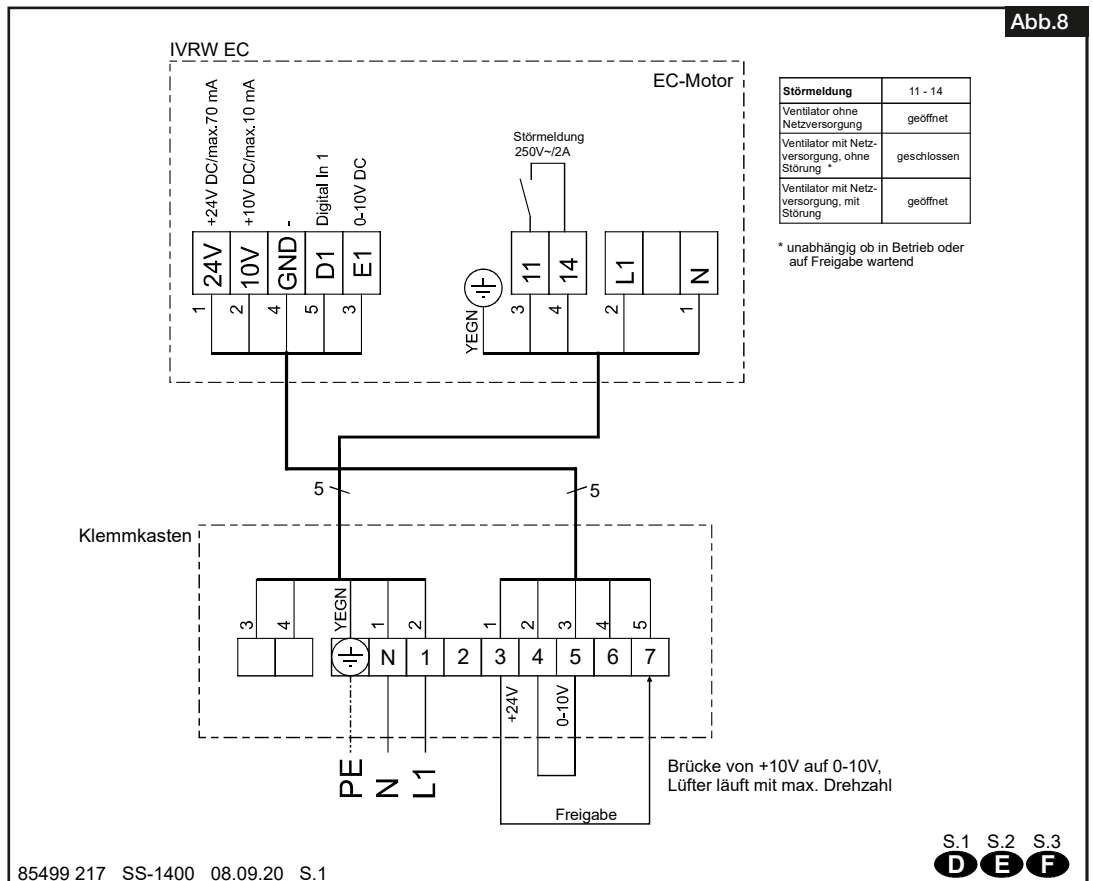 Abb.8
IVRW EC
EC-Motor
+24V DC/max.70 mA
+10V DC/max.10 mA
-
Digital In 1
0-10V DC
24V
10V
GND
D1
E1
1
2
4
5
3
Störmeldung
250V~/2A
11
14
L1
N
YEGN
3
4
2
1
Störmeldung 11 - 14
Ventilator ohne
Netzversorgung
geöffnet
Ventilator mit Netz-
versorgung, ohne
Störung *
geschlossen
Ventilator mit Netz-
versorgung, mit
Störung
geöffnet
* unabhängig ob in Betrieb oder
auf Freigabe wartend
5
5
Klemmkasten
3
4
YEGN
1
2
1
2
3
4
5
N 1 2 3 4 5 6 7
+24V
0-10V
PE
N
L1
Brücke von +10V auf 0-10V,
Lüfter läuft mit max. Drehzahl
Freigabe
85499 217 SS-1400 08.09.20 S.1
S.1 S.2 S.3
D E F